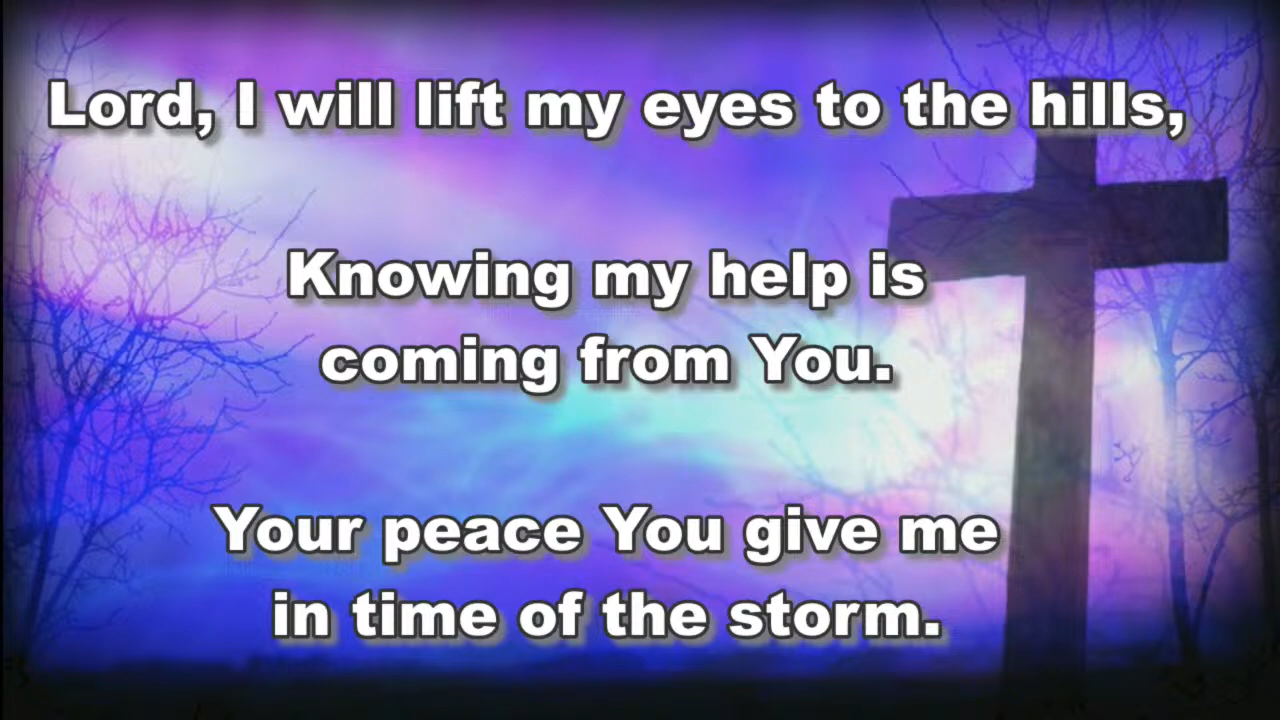 Lord, I will lift my eyes to the hills,
Knowing my help is
coming from You.
Your peace You give me
in time of the storm.